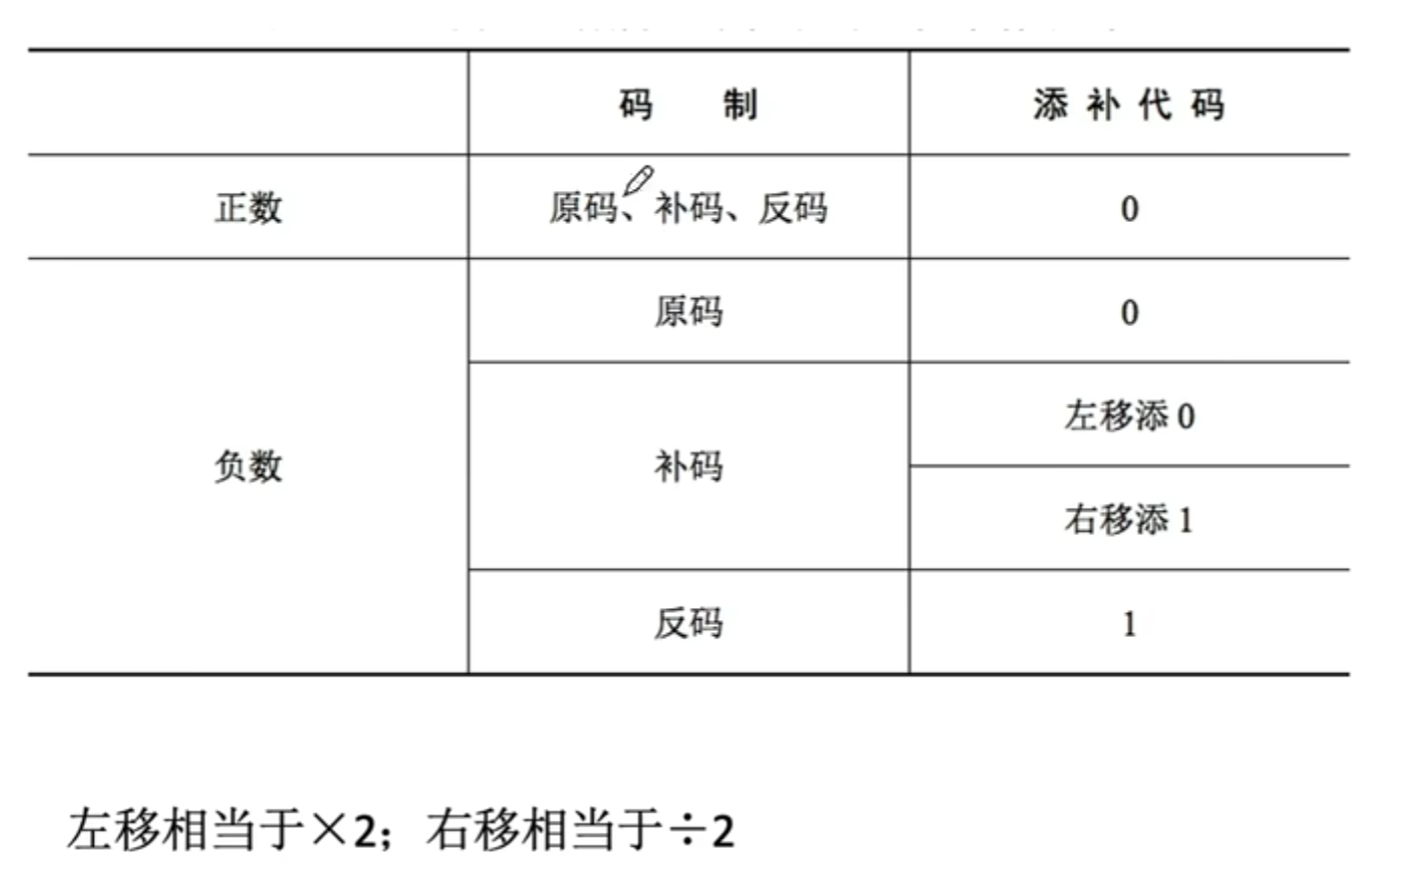 码 制 添 补 代 码
正数 原码、补码、反码 0
原码 0
左移添 0
负数 补码
右移添 1
反码 1
左移相当于×2；右移相当于÷2